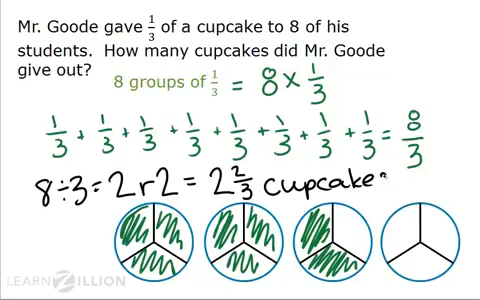 Mr. Goode gave 1/3 of a cupcake to 8 of his
students. How many cupcakes did Mr. Goode
give out?
8 groups of 1/3 = 8 × 1/3
1/3 + 1/3 + 1/3 + 1/3 + 1/3 + 1/3 + 1/3 + 1/3 = 8/3
8 ÷ 3 = 2 r 2 = 2 2/3 cupcakes
LEARNZILLION